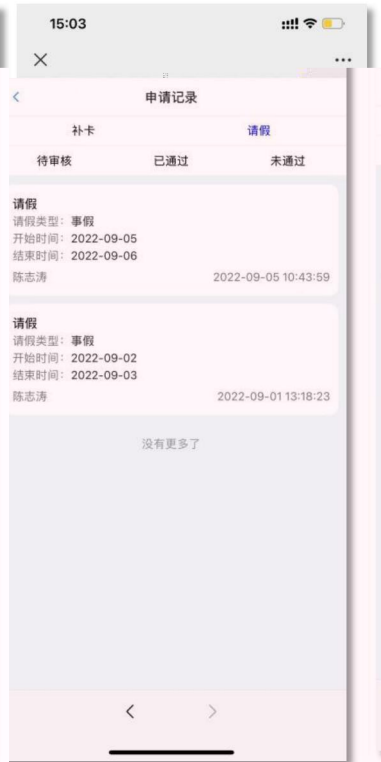 15:03
申请记录
补卡 请假
待审核 已通过 未通过
请假
请假类型：事假
开始时间：2022-09-05
结束时间：2022-09-06
陈志涛 2022-09-05 10:43:59
请假
请假类型：事假
开始时间：2022-09-02
结束时间：2022-09-03
陈志涛 2022-09-01 13:18:23
没有更多了